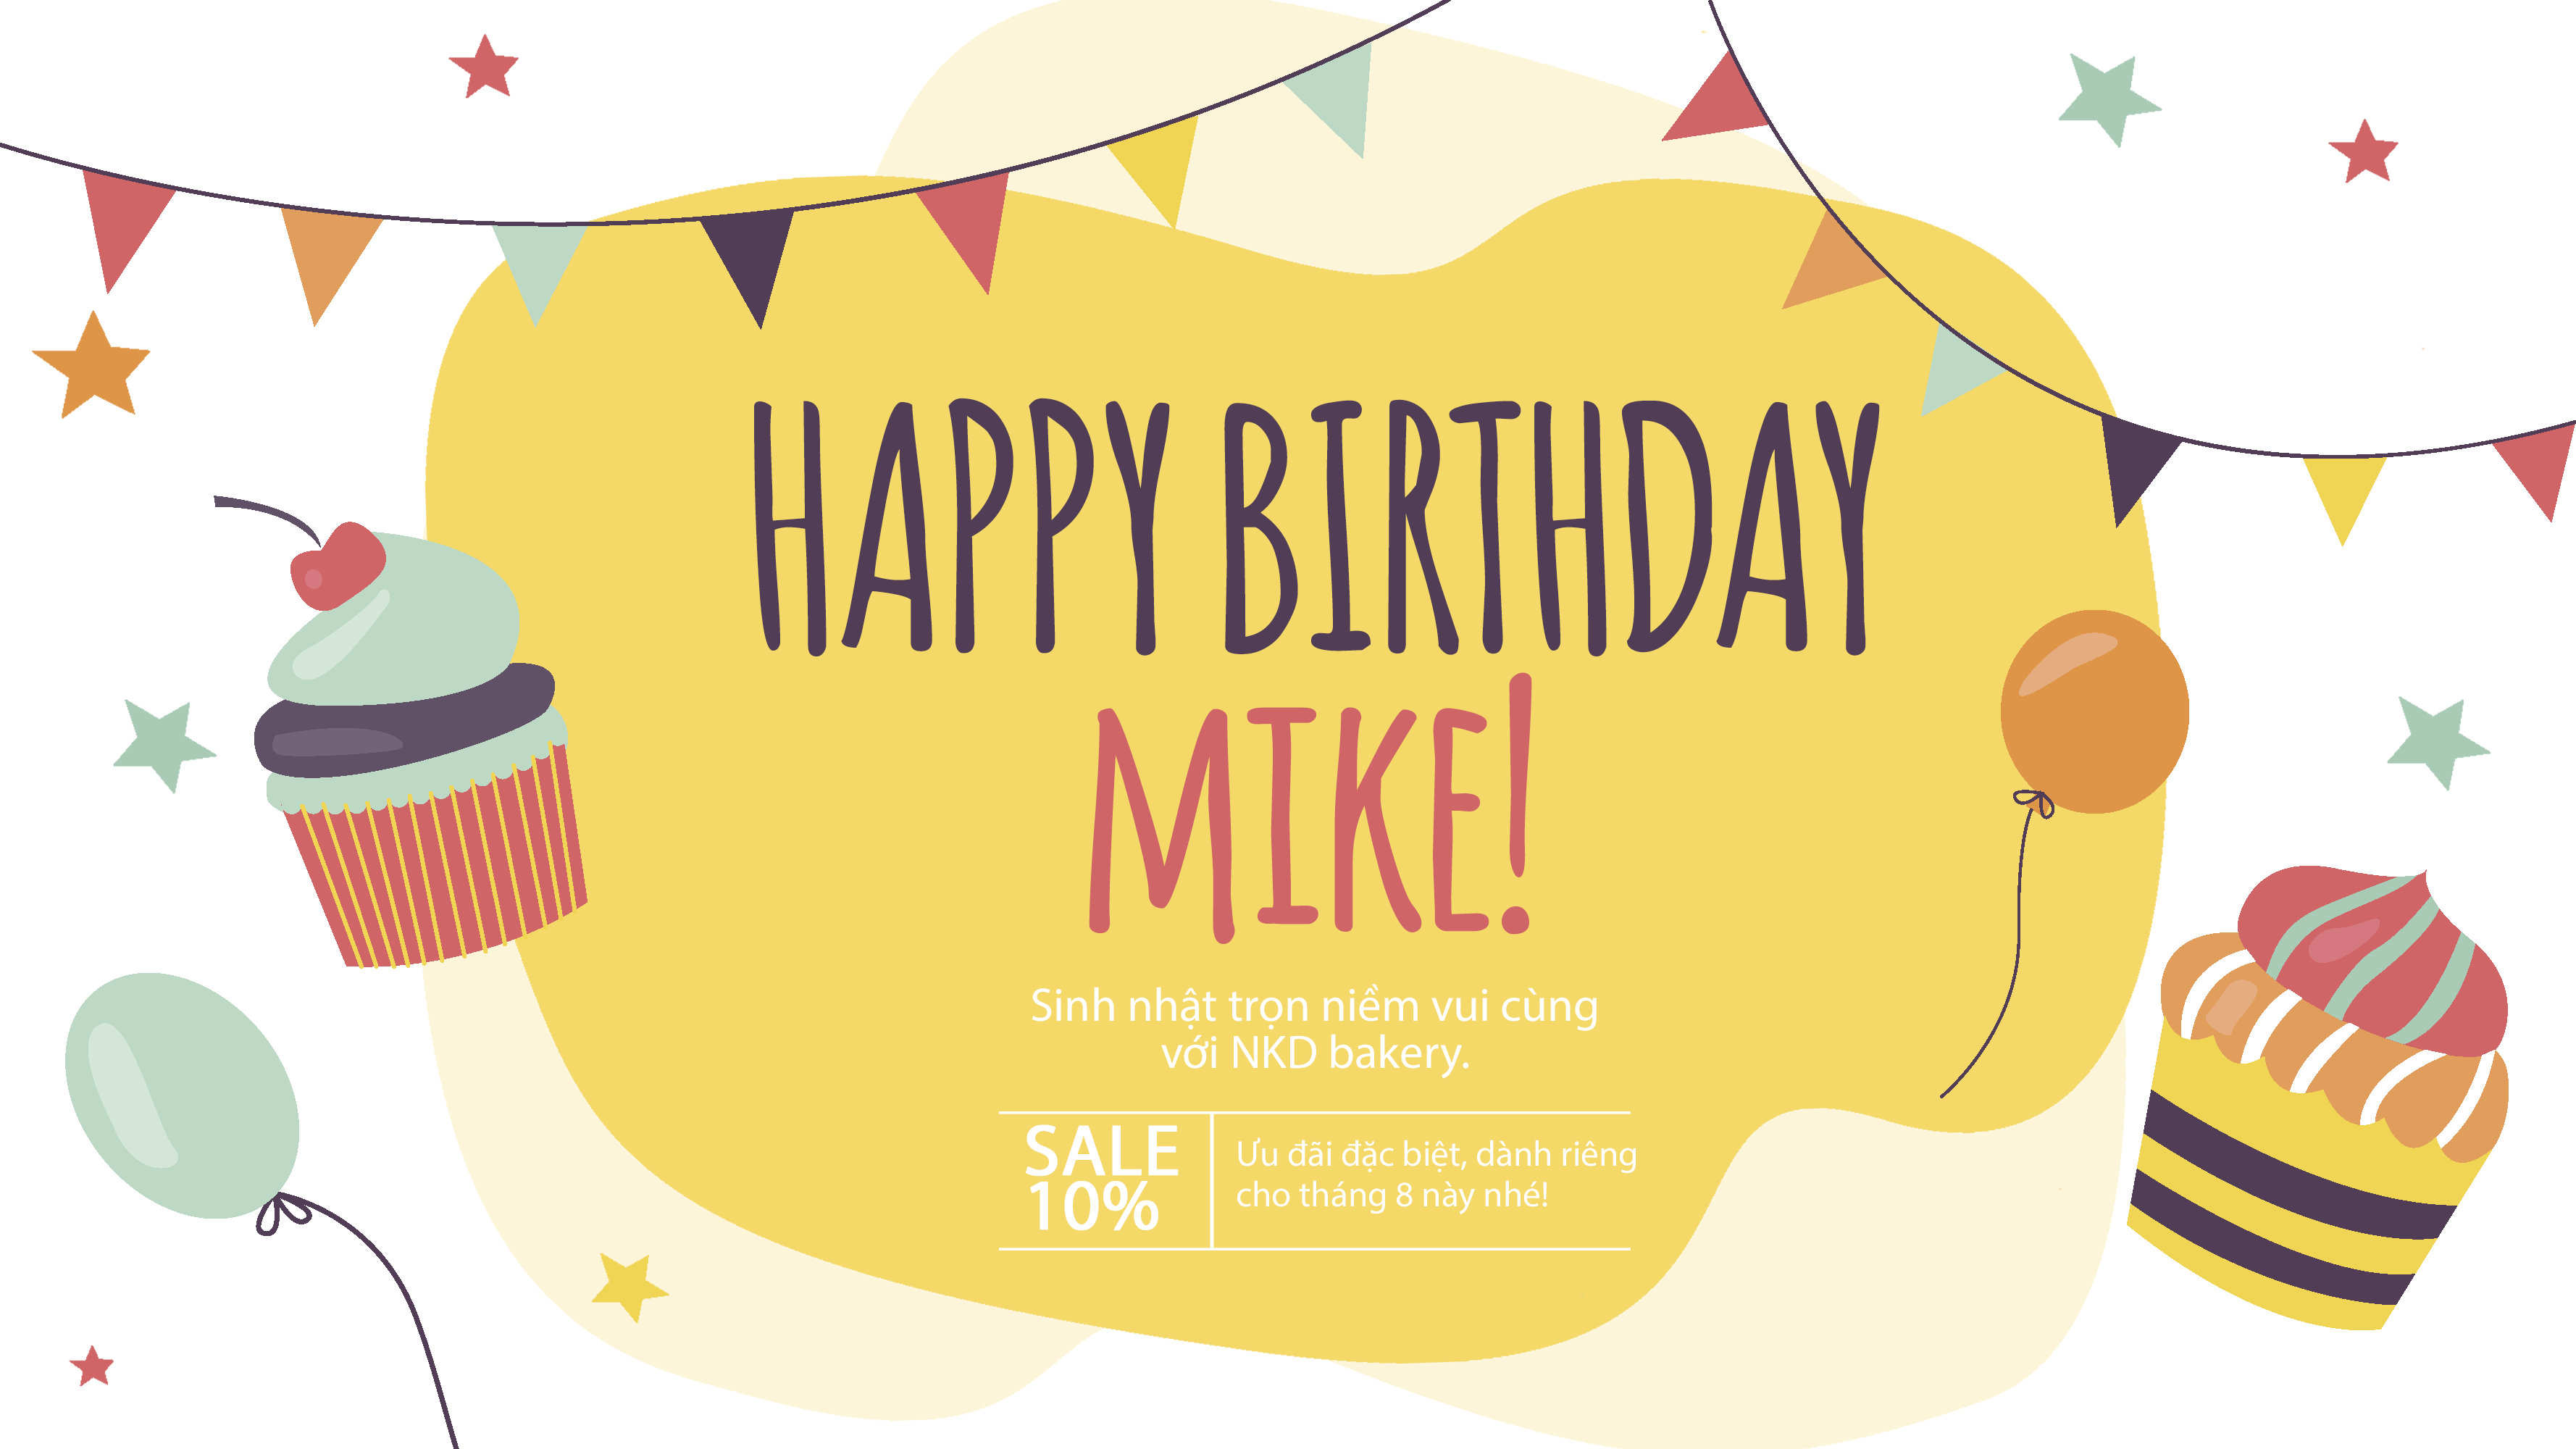 HAPPY BIRTHDAY
MIKE!
Sinh nhật trọn niềm vui cùng
với NKD bakery.
SALE
10%
Ưu đãi đặc biệt, dành riêng
cho tháng 8 này nhé!